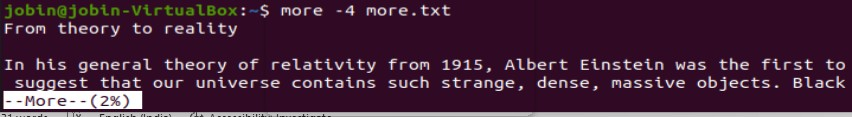 jobin@jobin-VirtualBox:~$ more -4 more.txt
From theory to reality

In his general theory of relativity from 1915, Albert Einstein was the first to
 suggest that our universe contains such strange, dense, massive objects. Black
--More--(2%)